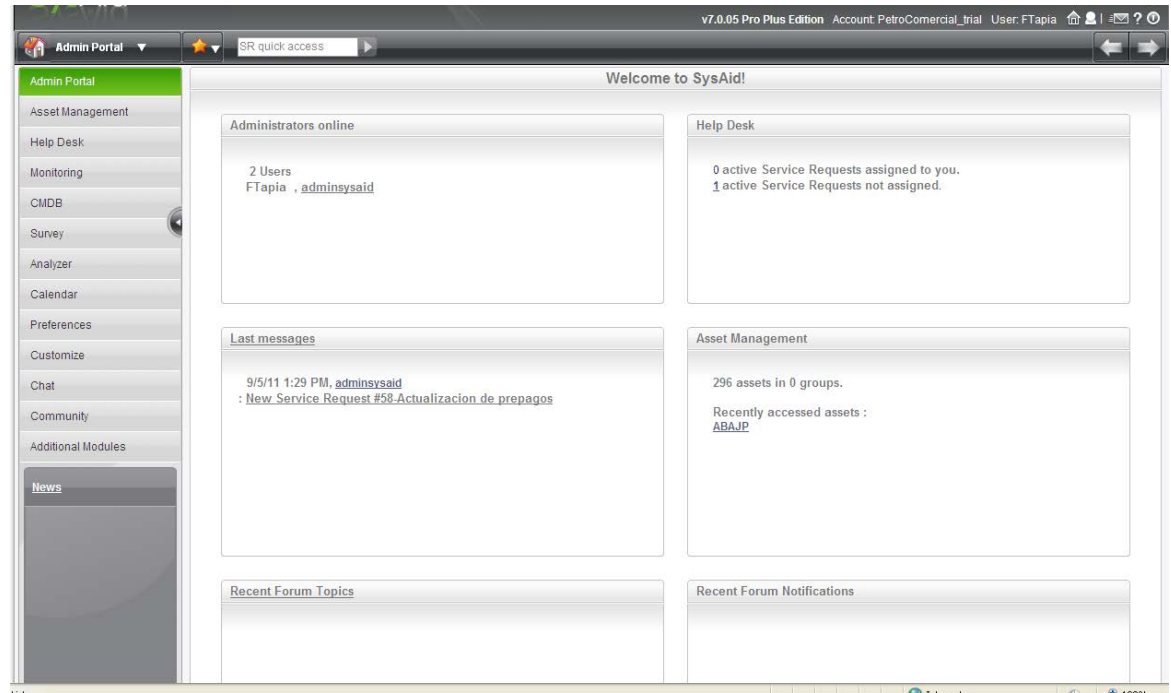 v7.0.05 Pro Plus Edition Account: PetroComercial_trial User: FTapia
Admin Portal
SR quick access
Admin Portal
Asset Management
Help Desk
Monitoring
CMDB
Survey
Analyzer
Calendar
Preferences
Customize
Chat
Community
Additional Modules
News
Welcome to SysAid!
Administrators online
2 Users
FTapia , adminsysaid
Help Desk
0 active Service Requests assigned to you.
1 active Service Requests not assigned.
Last messages
9/5/11 1:29 PM, adminsysaid
: New Service Request #58-Actualizacion de prepagos
Asset Management
296 assets in 0 groups.
Recently accessed assets :
ABAJP
Recent Forum Topics
Recent Forum Notifications